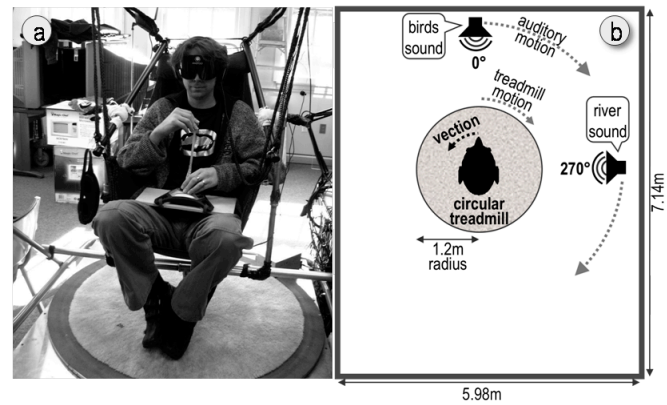 a
b
birds
sound
0°
auditory
motion
treadmill
motion
river
sound
270°
vection
circular
treadmill
1.2m
radius
7.14m
5.98m